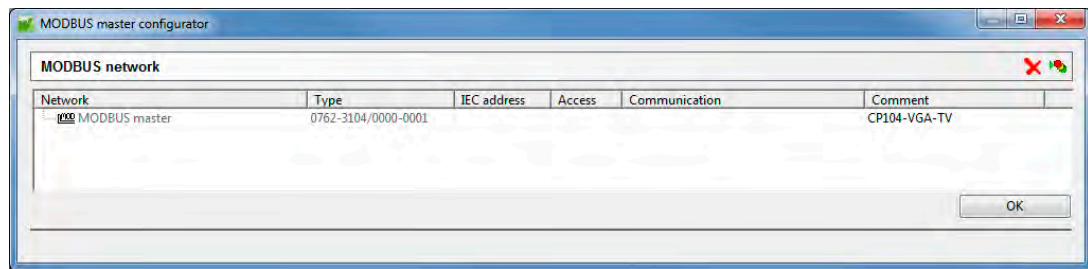 MODBUS master configurator
MODBUS network
Network Type IEC address Access Communication Comment
MODBUS master 0762-3104/0000-0001 CP104-VGA-TV
OK